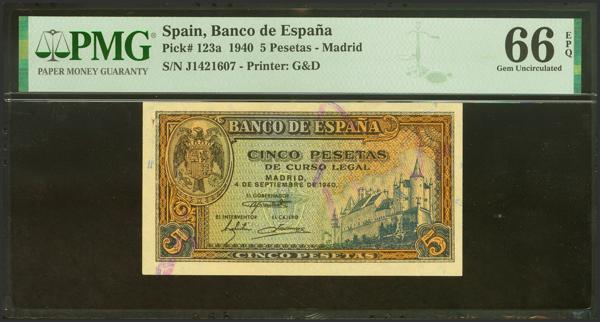 PMG
PAPER MONEY GUARANTY
Spain, Banco de España
Pick# 123a 1940 5 Pesetas - Madrid
S/N J1421607 - Printer: G&D
66 EPQ
Gem Uncirculated
BANCO DE ESPAÑA
CINCO PESETAS
DE CURSO LEGAL
MADRID,
4 DE SEPTIEMBRE DE 1940.
EL GOBERNADOR
EL INTERVENTOR EL CAJERO
5 5
CINCO PESETAS